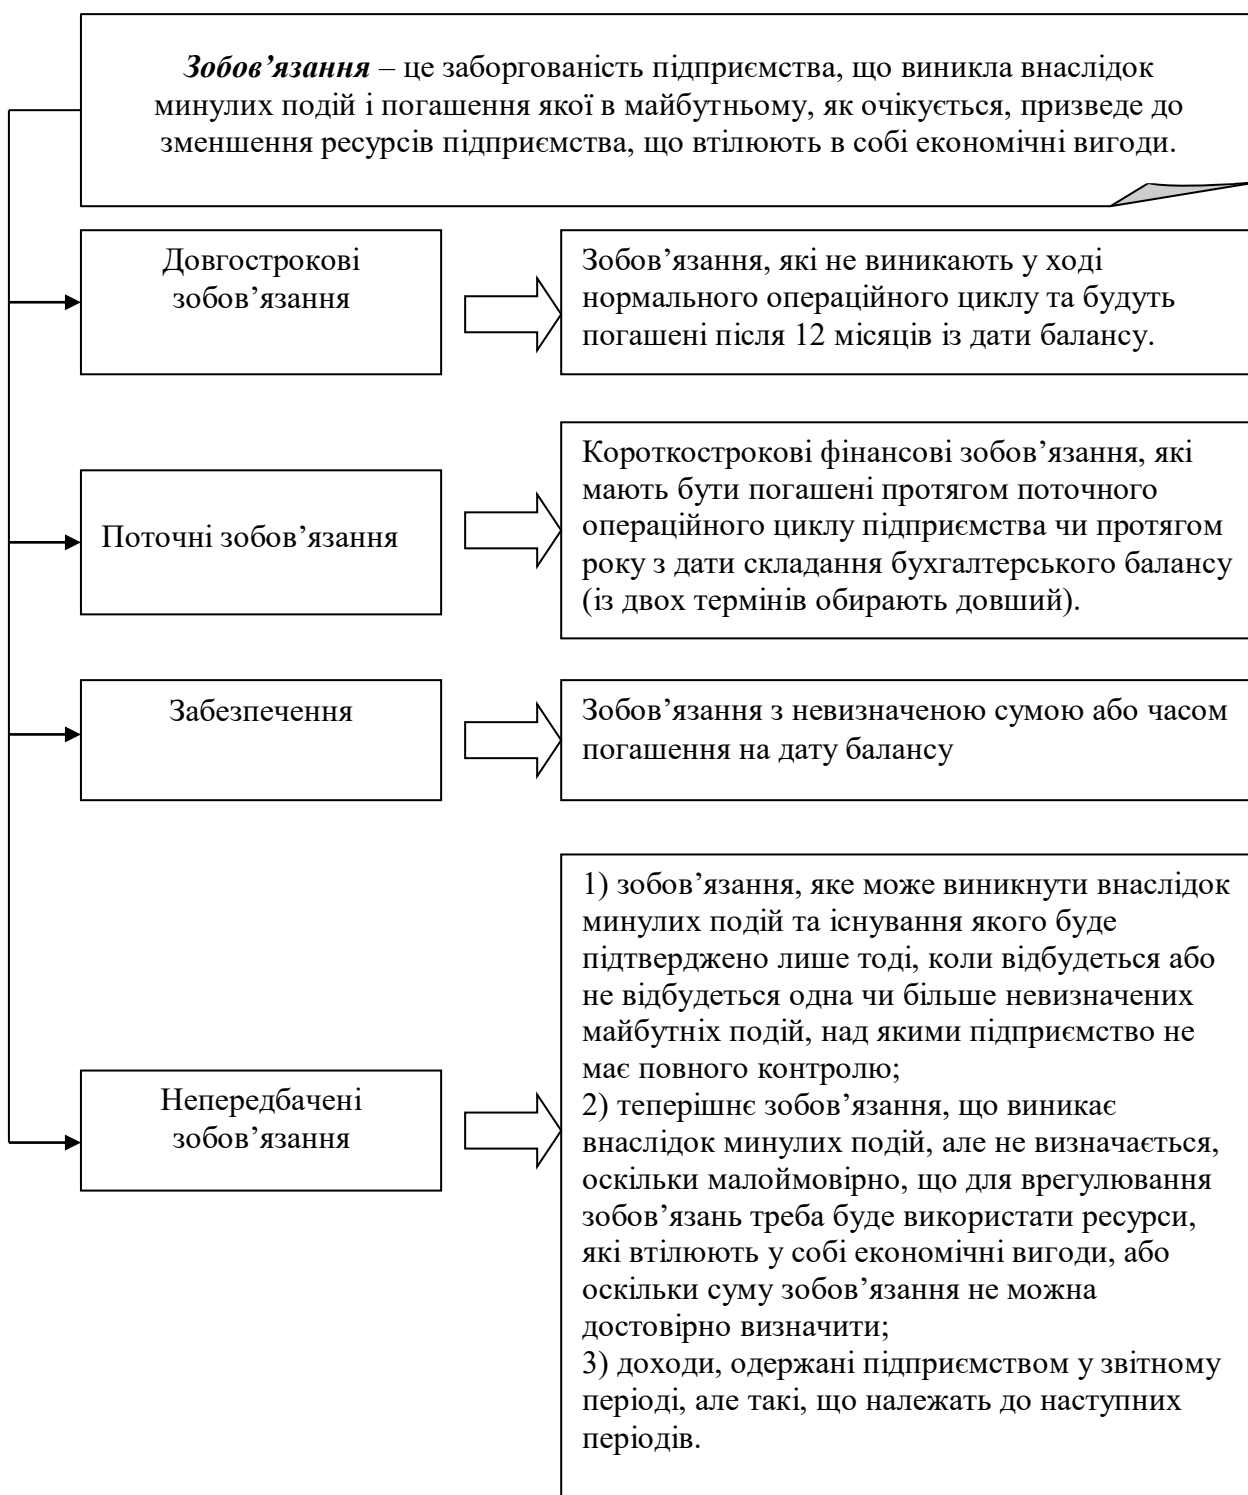 Зобов’язання – це заборгованість підприємства, що виникла внаслідок
минулих подій і погашення якої в майбутньому, як очікується, призведе до
зменшення ресурсів підприємства, що втілюють в собі економічні вигоди.
Довгострокові
зобов’язання
Зобов’язання, які не виникають у ході
нормального операційного циклу та будуть
погашені після 12 місяців із дати балансу.
Поточні зобов’язання
Короткострокові фінансові зобов’язання, які
мають бути погашені протягом поточного
операційного циклу підприємства чи протягом
року з дати складання бухгалтерського балансу
(із двох термінів обирають довший).
Забезпечення
Зобов’язання з невизначеною сумою або часом
погашення на дату балансу
Непередбачені
зобов’язання
1) зобов’язання, яке може виникнути внаслідок
минулих подій та існування якого буде
підтверджено лише тоді, коли відбудеться або
не відбудеться одна чи більше невизначених
майбутніх подій, над якими підприємство не
має повного контролю;
2) теперішнє зобов’язання, що виникає
внаслідок минулих подій, але не визначається,
оскільки малоймовірно, що для врегулювання
зобов’язань треба буде використати ресурси,
які втілюють у собі економічні вигоди, або
оскільки суму зобов’язання не можна
достовірно визначити;
3) доходи, одержані підприємством у звітному
періоді, але такі, що належать до наступних
періодів.